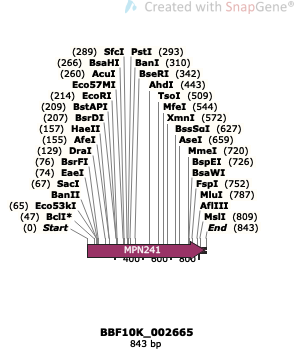 Created with SnapGene®
(289) SfcI PstI (293)
(266) BsaHI BanI (310)
(260) AcuI BseRI (342)
Eco57MI AhdI (443)
(214) EcoRI TsoI (509)
(209) BstAPI MfeI (544)
(207) BsrDI XmnI (572)
(157) HaeII BssSαI (627)
(155) AfeI AseI (659)
(129) DraI MmeI (720)
(76) BsrFI BspEI (726)
(74) EaeI BsaWI
(67) SacI FspI (752)
BanII MluI (787)
(65) Eco53kI AflIII
(47) BclI* MslI (809)
(0) Start End (843)
MPN241
400 600 800
BBF10K_002665
843 bp